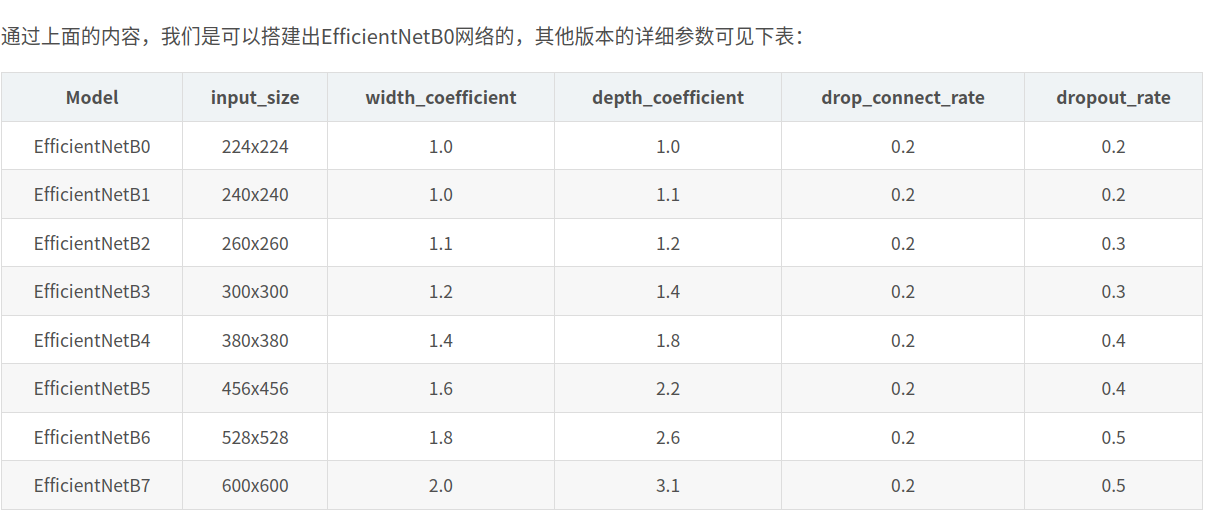 通过上面的内容，我们是可以搭建出EfficientNetB0网络的，其他版本的详细参数可见下表：
Model input_size width_coefficient depth_coefficient drop_connect_rate dropout_rate
EfficientNetB0 224x224 1.0 1.0 0.2 0.2
EfficientNetB1 240x240 1.0 1.1 0.2 0.2
EfficientNetB2 260x260 1.1 1.2 0.2 0.3
EfficientNetB3 300x300 1.2 1.4 0.2 0.3
EfficientNetB4 380x380 1.4 1.8 0.2 0.4
EfficientNetB5 456x456 1.6 2.2 0.2 0.4
EfficientNetB6 528x528 1.8 2.6 0.2 0.5
EfficientNetB7 600x600 2.0 3.1 0.2 0.5